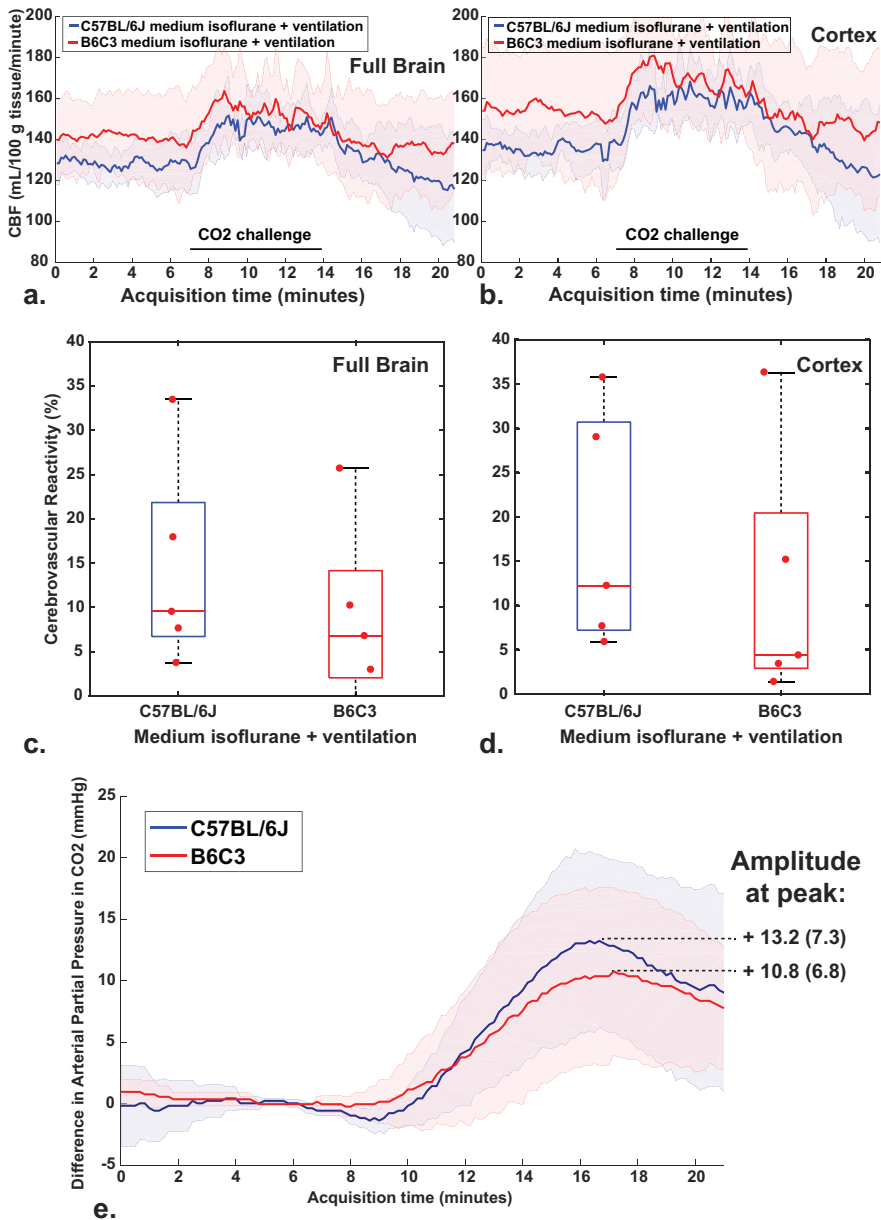 C57BL/6J medium isoflurane + ventilation
B6C3 medium isoflurane + ventilation
Full Brain
CBF (mL/100 g tissue/minute)
200
180
160
140
120
100
80
CO2 challenge
0 2 4 6 8 10 12 14 16 18 20
a.
Acquisition time (minutes)
C57BL/6J medium isoflurane + ventilation
B6C3 medium isoflurane + ventilation
Cortex
200
180
160
140
120
100
80
CO2 challenge
0 2 4 6 8 10 12 14 16 18 20
b.
Acquisition time (minutes)
Full Brain
Cerebrovascular Reactivity (%)
40
35
30
25
20
15
10
5
0
C57BL/6J B6C3
c.
Medium isoflurane + ventilation
Cortex
40
35
30
25
20
15
10
5
0
C57BL/6J B6C3
d.
Medium isoflurane + ventilation
Difference in Arterial Partial Pressure in CO2 (mmHg)
25
20
15
10
5
0
-5
C57BL/6J
B6C3
Amplitude
at peak:
+ 13.2 (7.3)
+ 10.8 (6.8)
0 2 4 6 8 10 12 14 16 18 20
Acquisition time (minutes)
e.